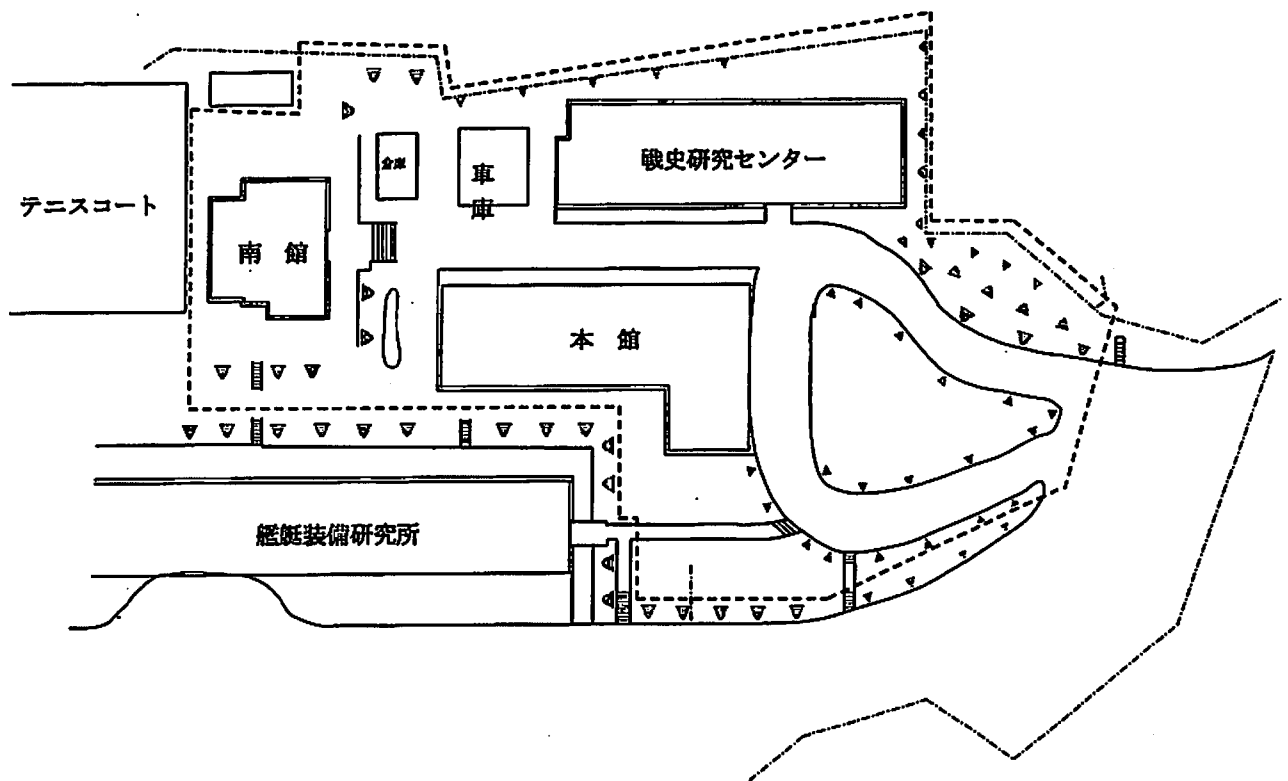 戦史研究センター
倉庫
車庫
テニスコート
南館
本館
艦艇装備研究所